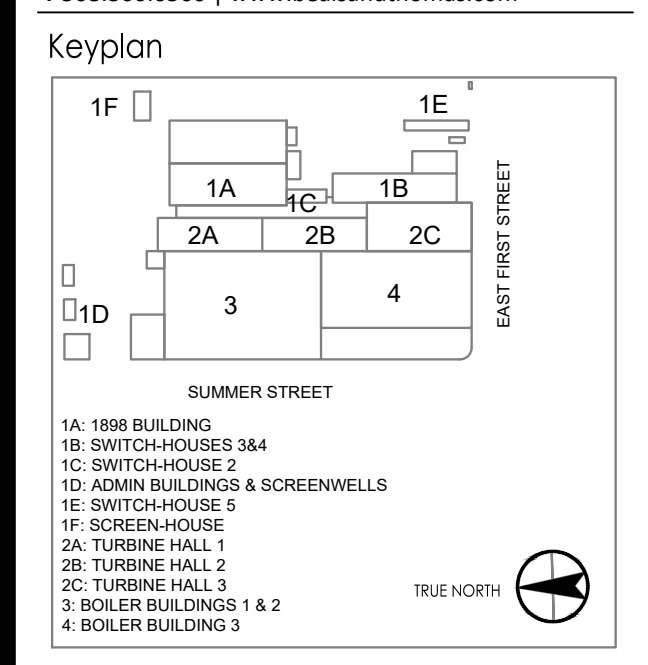 Keyplan
1F
1E
1A
1B
1C
2A
2B
2C
EAST FIRST STREET
3
4
1D
SUMMER STREET
1A: 1898 BUILDING
1B: SWITCH-HOUSES 3&4
1C: SWITCH-HOUSE 2
1D: ADMIN BUILDINGS & SCREENWELLS
1E: SWITCH-HOUSE 5
1F: SCREEN-HOUSE
2A: TURBINE HALL 1
2B: TURBINE HALL 2
2C: TURBINE HALL 3
3: BOILER BUILDINGS 1 & 2
4: BOILER BUILDING 3
TRUE NORTH